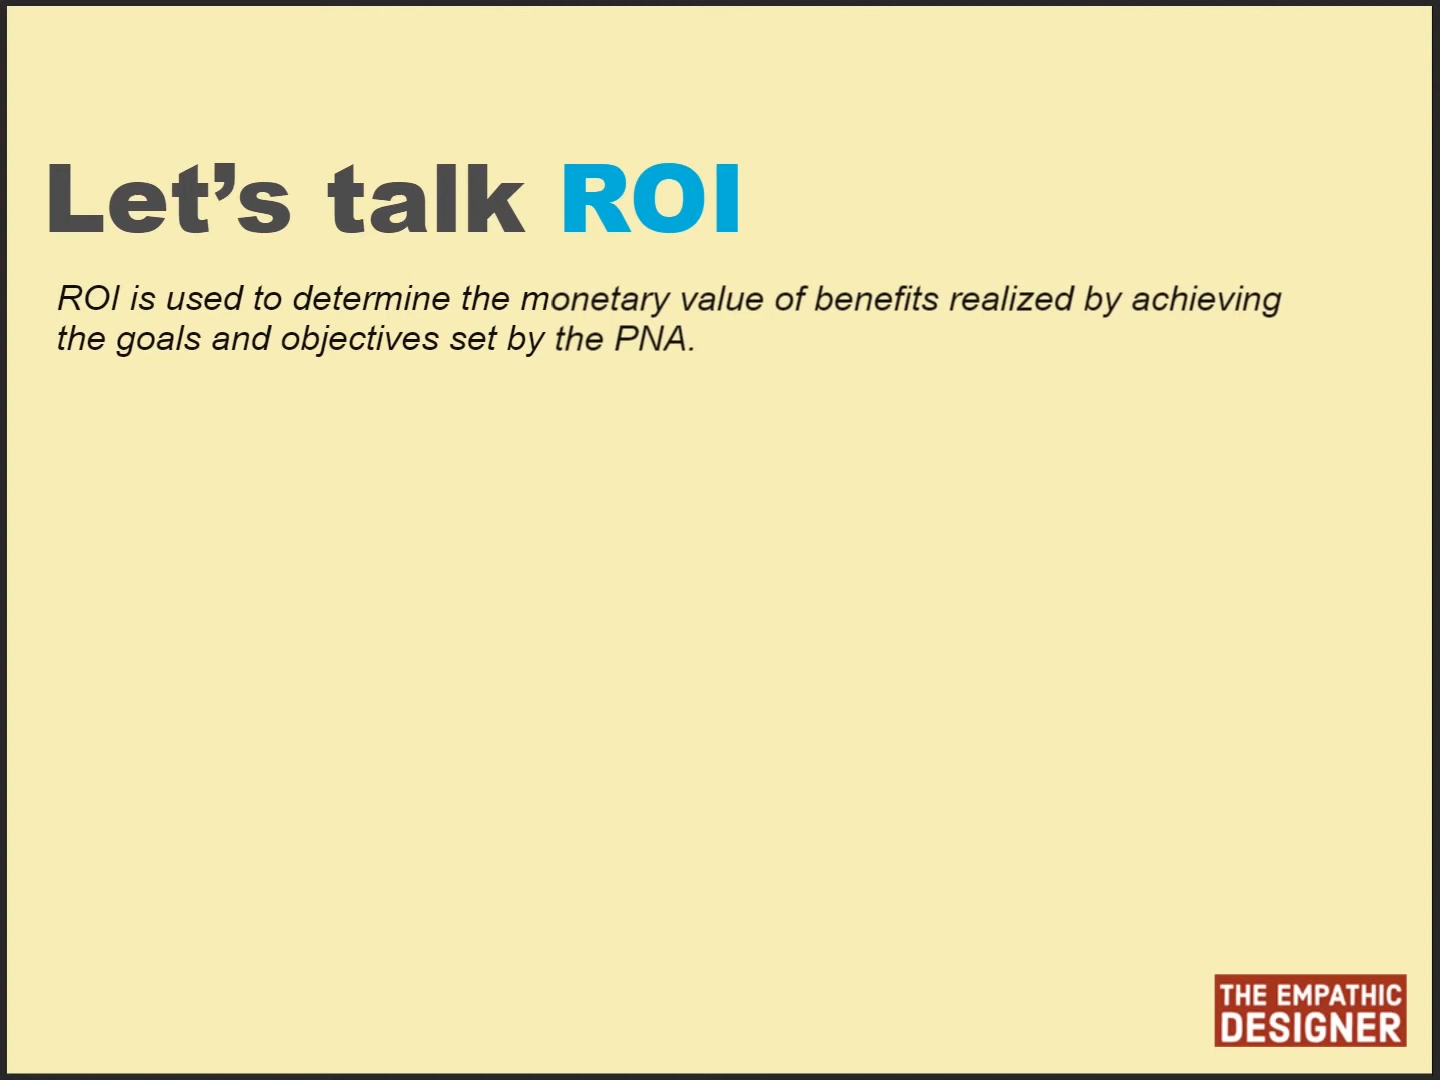 Let’s talk ROI
ROI is used to determine the monetary value of benefits realized by achieving
the goals and objectives set by the PNA.
THE EMPATHIC
DESIGNER